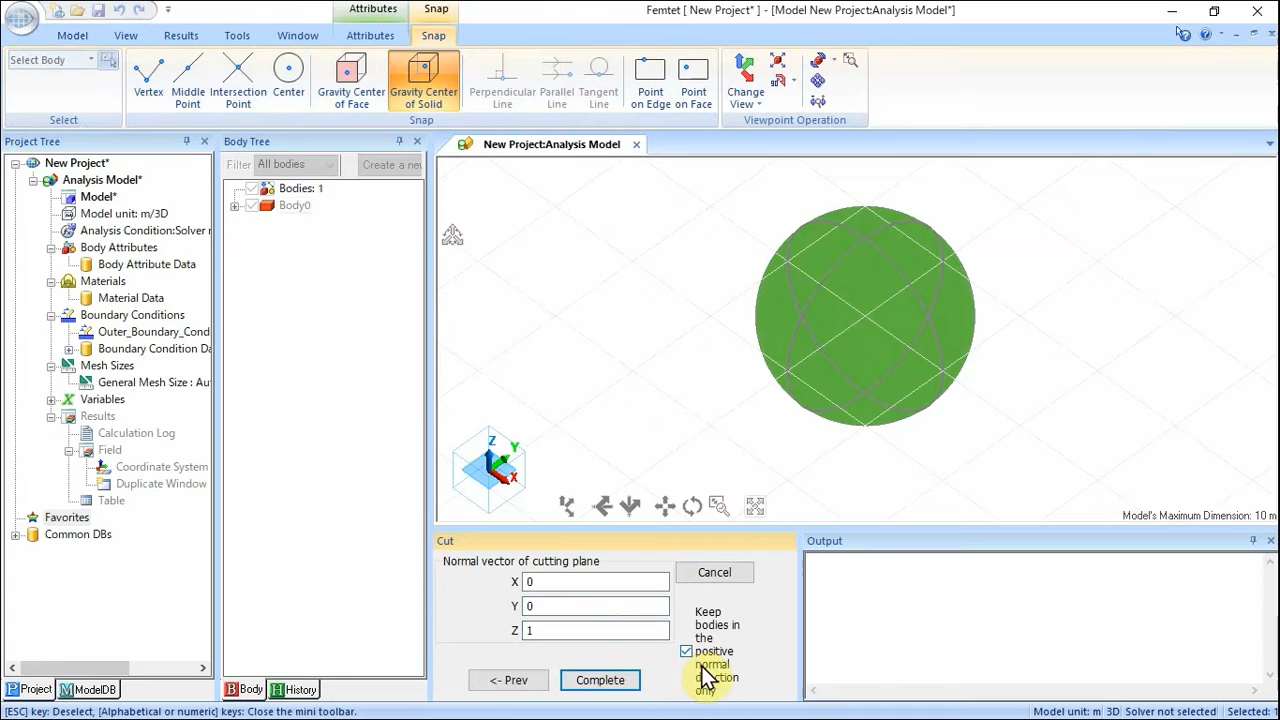 Attributes
Snap
Femtet [ New Project* ] - [Model New Project:Analysis Model*]
Model
View
Results
Tools
Window
Attributes
Snap
Select Body
Vertex
Middle
Point
Intersection
Point
Center
Gravity Center
of Face
Gravity Center
of Solid
Perpendicular
Line
Parallel
Line
Tangent
Line
Point
on Edge
Point
on Face
Change
View
Select
Snap
Viewpoint Operation
Project Tree
Body Tree
New Project:Analysis Model
New Project*
Analysis Model*
Model*
Model unit: m/3D
Analysis Condition:Solver r
Body Attributes
Body Attribute Data
Materials
Material Data
Boundary Conditions
Outer_Boundary_Cond
Boundary Condition Da
Mesh Sizes
General Mesh Size : Au
Variables
Results
Calculation Log
Field
Coordinate System
Duplicate Window
Table
Favorites
Common DBs
Filter
All bodies
Create a nev
Bodies: 1
Body0
Z
Y
X
Model's Maximum Dimension: 10 m
Cut
Normal vector of cutting plane
X 0
Y 0
Z 1
Cancel
Keep
bodies in
the
positive
normal
direction
only
<- Prev
Complete
Output
Project
ModelDB
Body
History
[ESC] key: Deselect, [Alphabetical or numeric] keys: Close the mini toolbar.
Model unit: m
3D
Solver not selected
Selected: 1